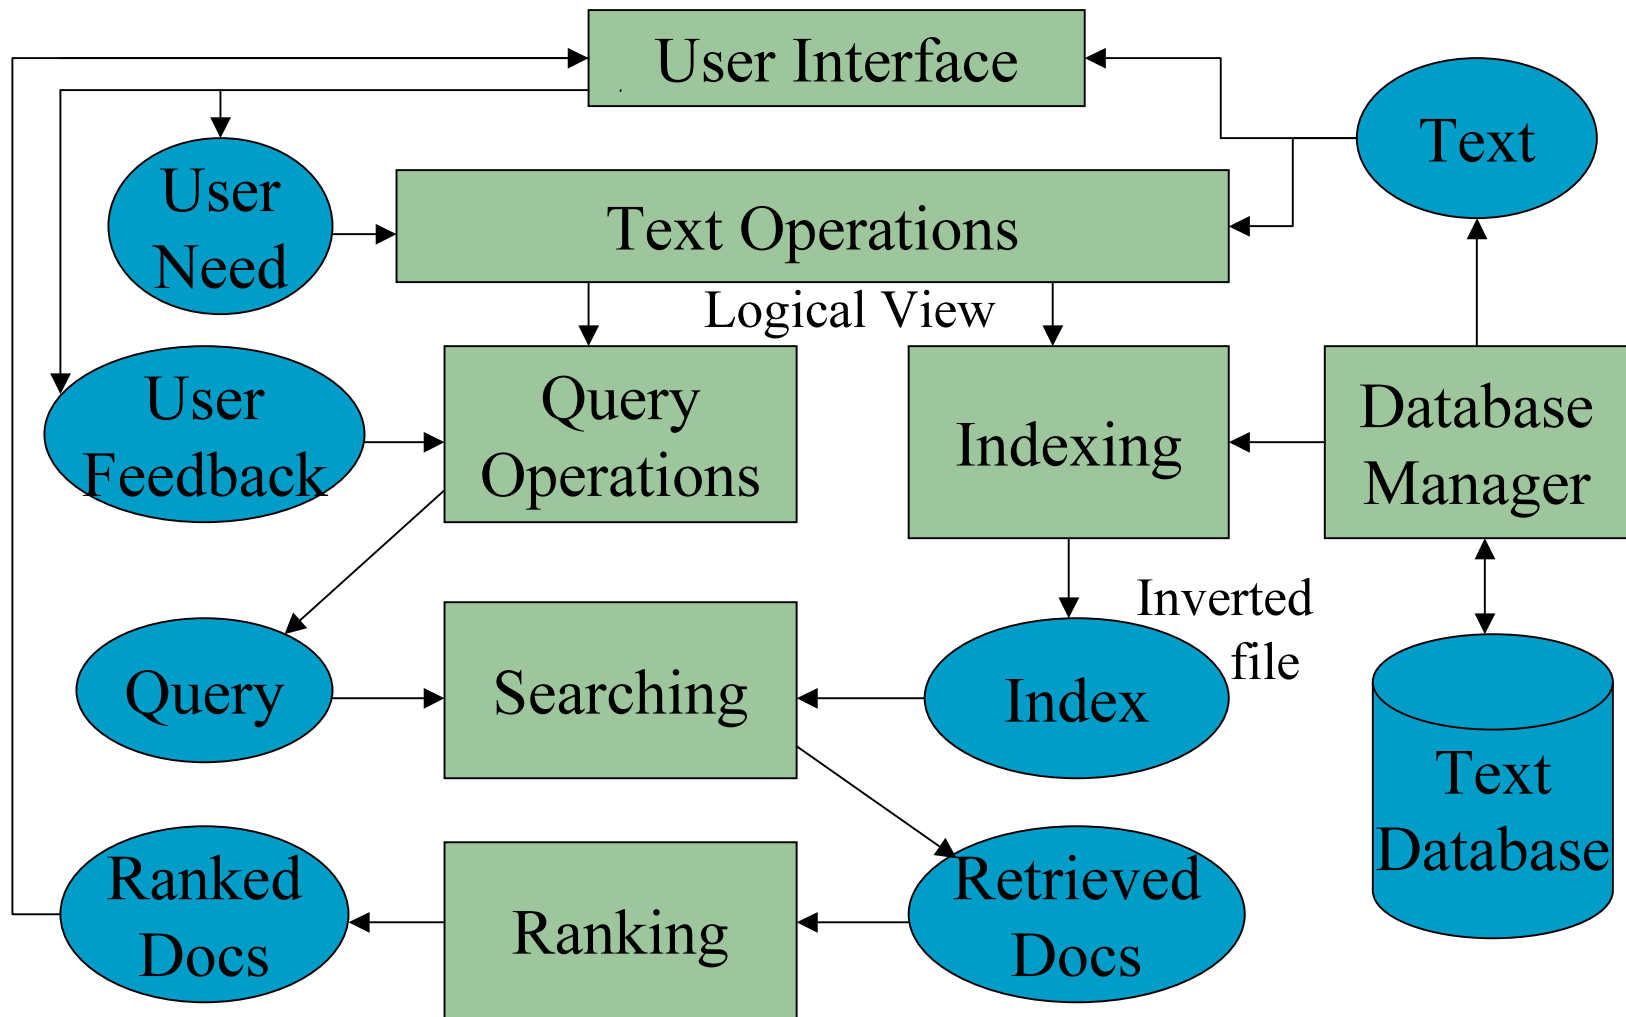 User Interface
Text
User
Need
Text Operations
Logical View
User
Feedback
Query
Operations
Indexing
Database
Manager
Inverted
file
Query
Searching
Index
Text
Database
Ranked
Docs
Ranking
Retrieved
Docs